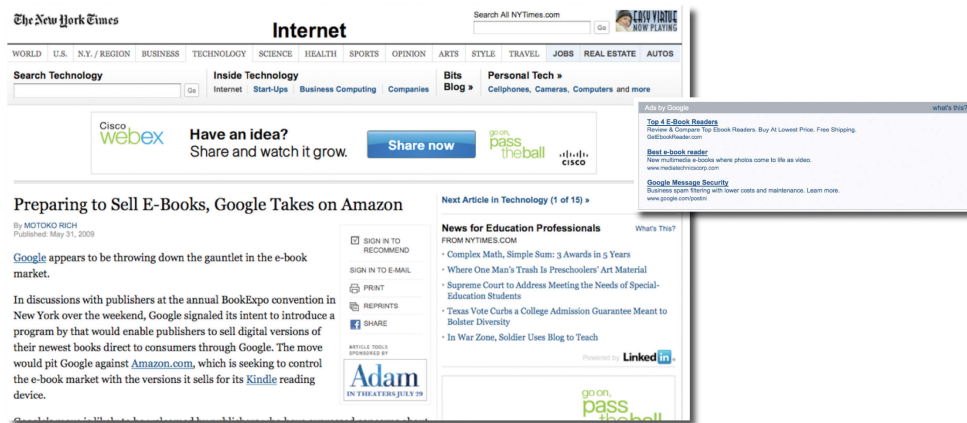 The New York Times
Internet
Search All NYTimes.com
Go
EASY VIRTUE
NOW PLAYING
WORLD U.S. N.Y. / REGION BUSINESS TECHNOLOGY SCIENCE HEALTH SPORTS OPINION ARTS STYLE TRAVEL JOBS REAL ESTATE AUTOS
Search Technology
Go
Inside Technology
Internet Start-Ups Business Computing Companies
Bits
Blog »
Personal Tech »
Cellphones, Cameras, Computers and more
Cisco
webex
Have an idea?
Share and watch it grow.
Share now
go on,
pass
the ball
CISCO
Ads by Google what's this?
Top 4 E-Book Readers
Review & Compare Top Ebook Readers. Buy At Lowest Price. Free Shipping.
GetEbookReader.com
Best e-book reader
New multimedia e-books where photos come to life as video.
www.mediatechnicscorp.com
Google Message Security
Business spam filtering with lower costs and maintenance. Learn more.
www.google.com/postini
Preparing to Sell E-Books, Google Takes on Amazon
By MOTOKO RICH
Published: May 31, 2009
Google appears to be throwing down the gauntlet in the e-book
market.
In discussions with publishers at the annual BookExpo convention in
New York over the weekend, Google signaled its intent to introduce a
program by that would enable publishers to sell digital versions of
their newest books direct to consumers through Google. The move
would pit Google against Amazon.com, which is seeking to control
the e-book market with the versions it sells for its Kindle reading
device.
SIGN IN TO
RECOMMEND
SIGN IN TO E-MAIL
PRINT
REPRINTS
SHARE
ARTICLE TOOLS
SPONSORED BY
Adam
IN THEATERS JULY 29
Next Article in Technology (1 of 15) »
News for Education Professionals What's This?
FROM NYTIMES.COM
• Complex Math, Simple Sum: 3 Awards in 5 Years
• Where One Man's Trash Is Preschoolers' Art Material
• Supreme Court to Address Meeting the Needs of Special-
Education Students
• Texas Vote Curbs a College Admission Guarantee Meant to
Bolster Diversity
• In War Zone, Soldier Uses Blog to Teach
Powered by Linked in
go on,
pass
the ball